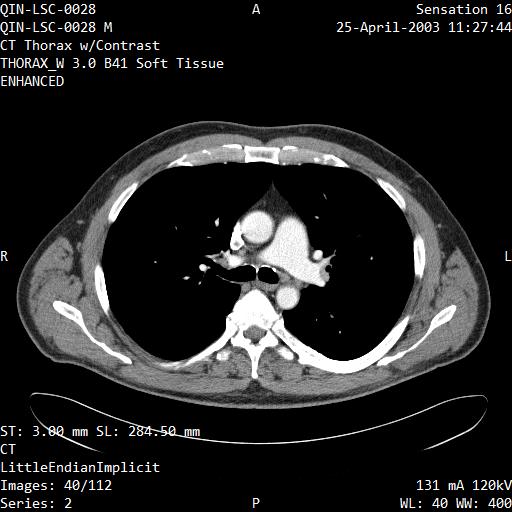 QIN-LSC-0028
A
Sensation 16
QIN-LSC-0028 M
25-April-2003 11:27:44
CT Thorax w/Contrast
THORAX_W 3.0 B41 Soft Tissue
ENHANCED
R
L
ST: 3.00 mm SL: 284.50 mm
CT
LittleEndianImplicit
Images: 40/112
131 mA 120kV
Series: 2
P
WL: 40 WW: 400